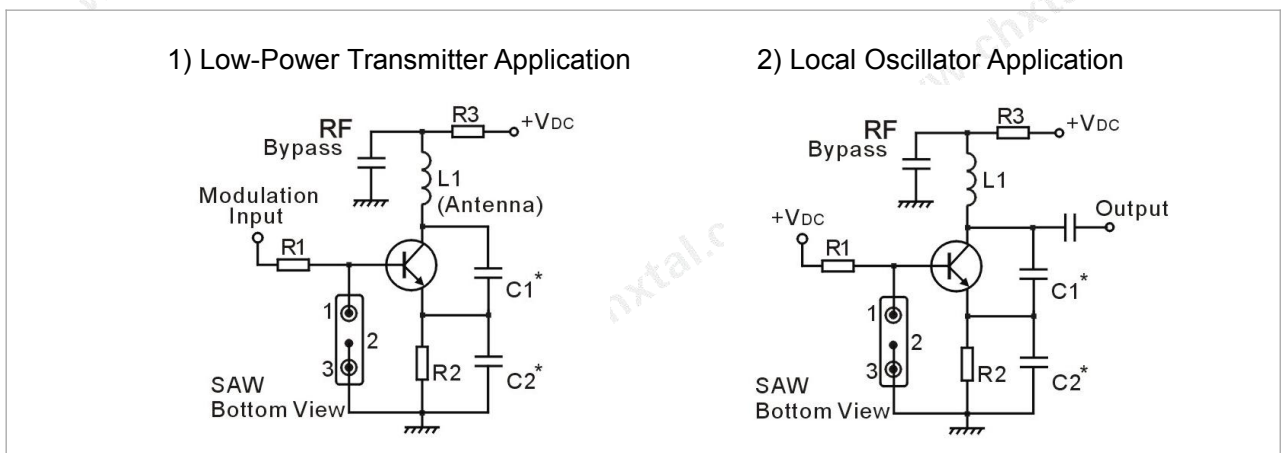 1) Low-Power Transmitter Application
RF
Bypass
R3
+VDC
L1
(Antenna)
Modulation
Input
R1
C1*
1
2
3
R2
C2*
SAW
Bottom View
2) Local Oscillator Application
RF
Bypass
R3
+VDC
L1
+VDC
R1
Output
C1*
1
2
3
R2
C2*
SAW
Bottom View